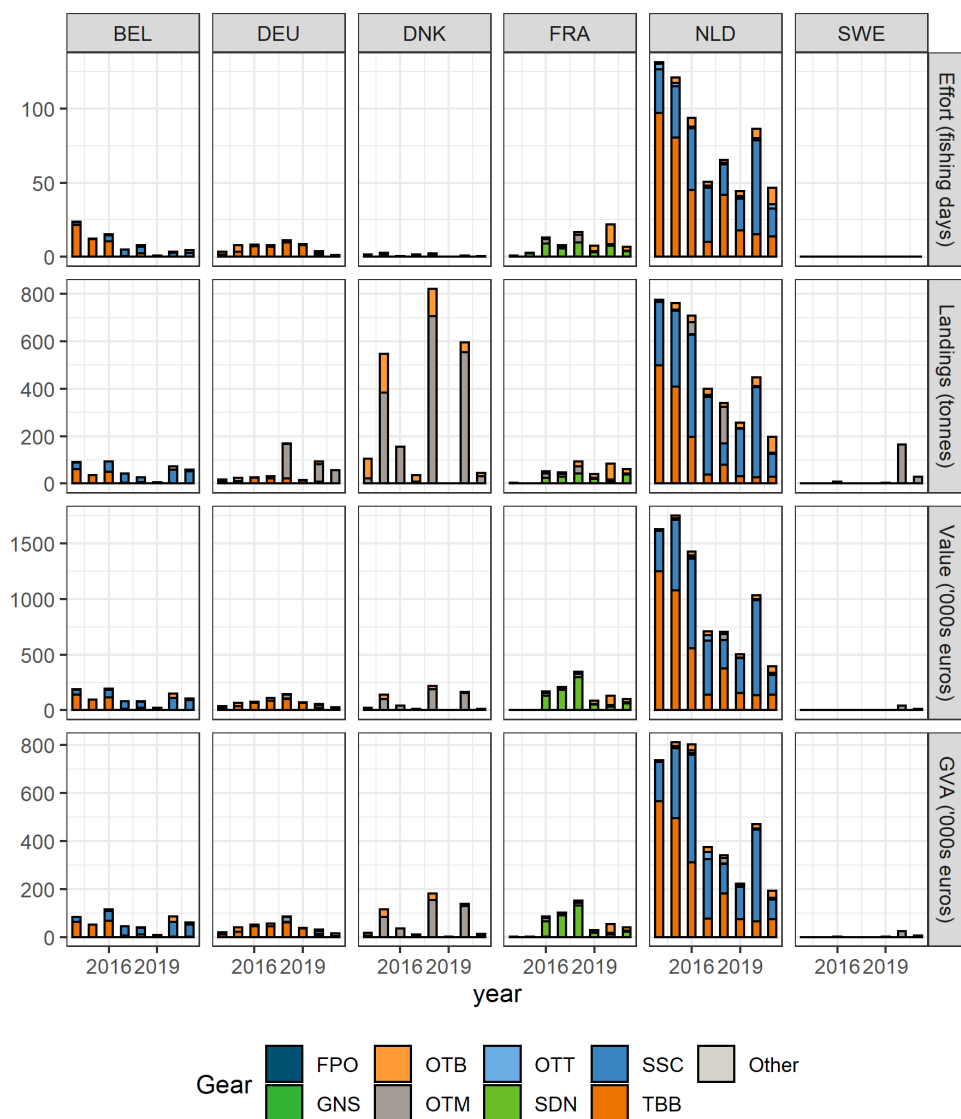 BEL DEU DNK FRA NLD SWE
100
50
0
Effort (fishing days)
800
600
400
200
0
Landings (tonnes)
1500
1000
500
0
Value ('000s euros)
800
600
400
200
0
GVA ('000s euros)
2016 2019 2016 2019 2016 2019 2016 2019 2016 2019 2016 2019
year
Gear
FPO OTB OTT SSC Other
GNS OTM SDN TBB